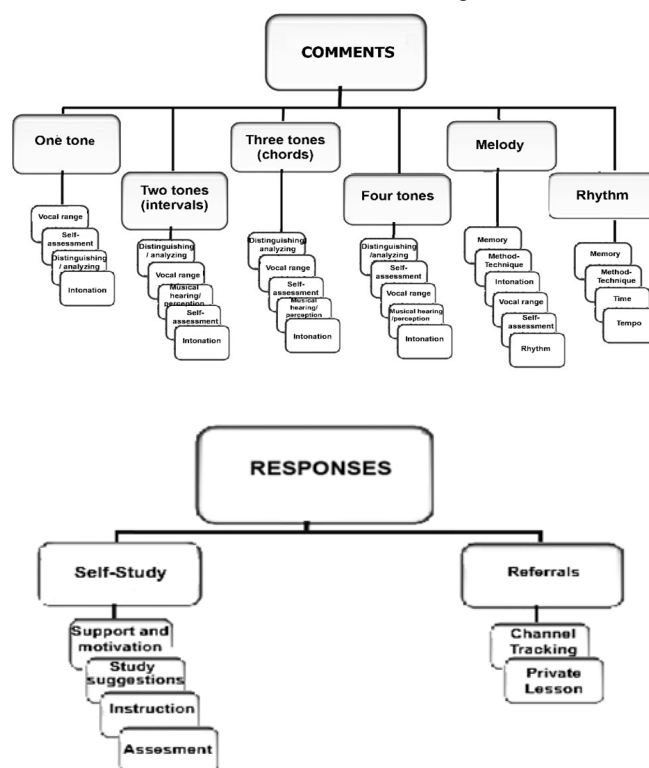 COMMENTS
One tone
Vocal range
Self-
assessment
Distinguishing
/ analyzing
Intonation
Two tones
(intervals)
Distinguishing
/ analyzing
Vocal range
Musical
hearing/
perception
Self-
assessment
Intonation
Three tones
(chords)
Distinguishing/
analyzing
Vocal range
Self-
assessment
Musical
hearing/
perception
Intonation
Four tones
Distinguishing
/analyzing
Self-
assessment
Vocal range
Musical hearing
/perception
Intonation
Melody
Memory
Method-
Technique
Intonation
Vocal range
Self-
assessment
Rhythm
Rhythm
Memory
Method-
Technique
Time
Tempo
RESPONSES
Self-Study
Support and
motivation
Study
suggestions
Instruction
Assesment
Referrals
Channel
Tracking
Private
Lesson